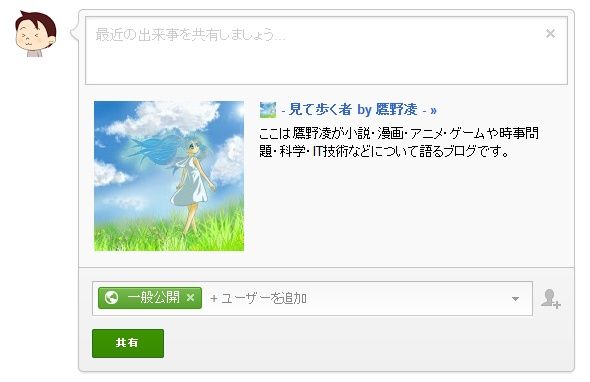 最近の出来事を共有しましょう...
- 見て歩く者 by 鷹野凌 - »
ここは鷹野凌が小説・漫画・アニメ・ゲームや時事問
題・科学・IT技術などについて語るブログです。
一般公開
+ ユーザーを追加
共有